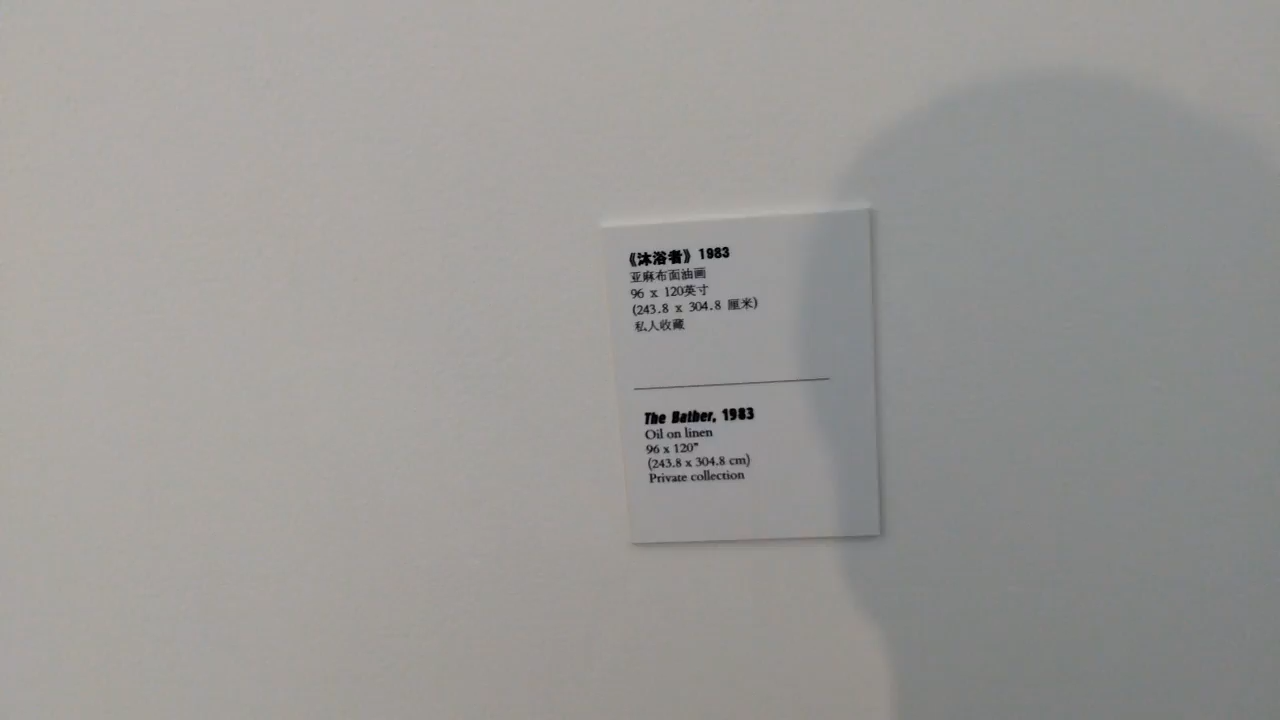 《沐浴者》1983
亚麻布面油画
96 x 120英寸
(243.8 x 304.8 厘米)
私人收藏
The Bather, 1983
Oil on linen
96 x 120"
(243.8 x 304.8 cm)
Private collection